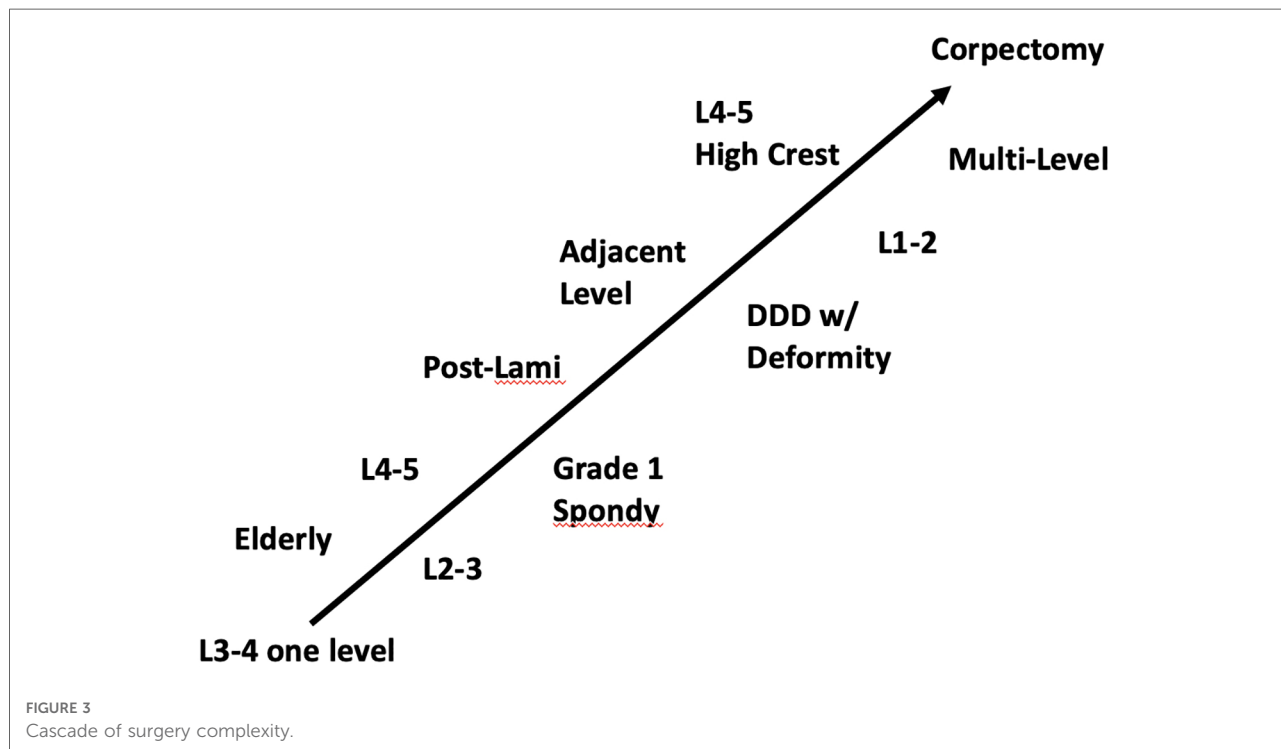 Corpectomy
L4-5
High Crest
Multi-Level
L1-2
Adjacent
Level
DDD w/
Deformity
Post-Lami
L4-5
Grade 1
Spondy
Elderly
L2-3
L3-4 one level
FIGURE 3
Cascade of surgery complexity.